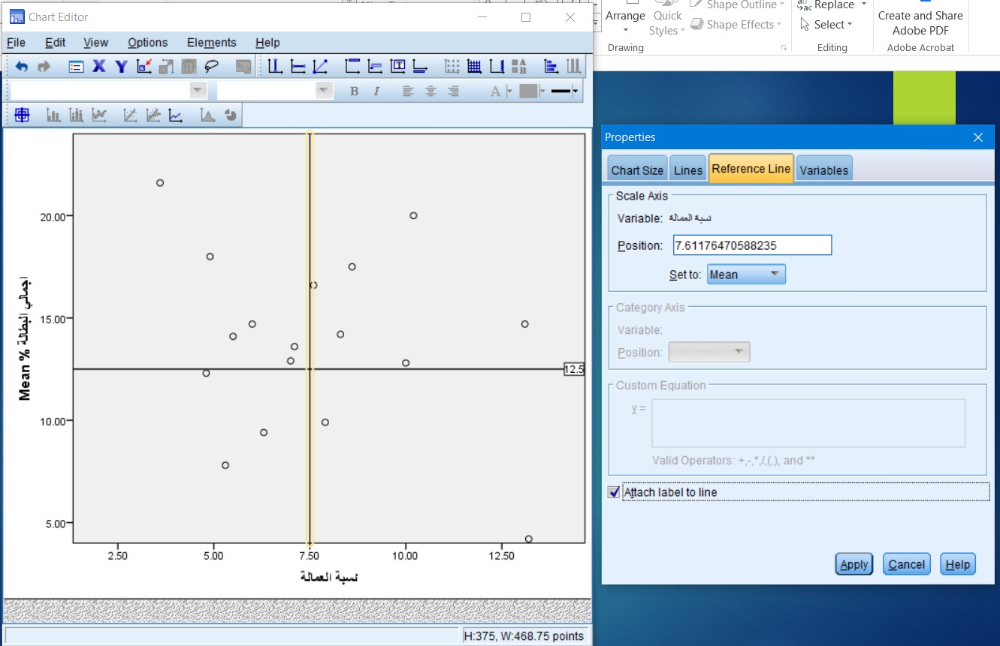 Chart Editor
File Edit View Options Elements Help
B I A
20.00
15.00
10.00
5.00
Mean % اجمالي البطالة
12.5
2.50 5.00 7.50 10.00 12.50
نسبة العمالة
H:375, W:468.75 points
Arrange
Quick Styles
Shape Outline
Shape Effects
Drawing
Replace
Select
Editing
Create and Share
Adobe PDF
Adobe Acrobat
Properties
Chart Size Lines Reference Line Variables
Scale Axis
Variable: نسبة العمالة
Position: 7.61176470588235
Set to: Mean
Category Axis
Variable:
Position:
Custom Equation
y =
Valid Operators: +,-,*,/,(,), and **
Attach label to line
Apply Cancel Help